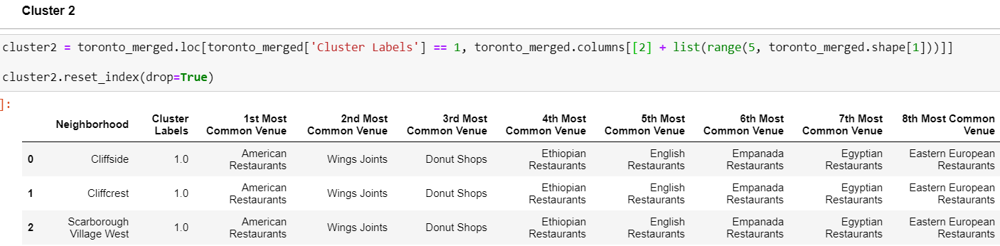 Cluster 2
cluster2 = toronto_merged.loc[toronto_merged['Cluster Labels'] == 1, toronto_merged.columns[[2] + list(range(5, toronto_merged.shape[1]))]]
cluster2.reset_index(drop=True)
]:
Neighborhood Cluster Labels 1st Most Common Venue 2nd Most Common Venue 3rd Most Common Venue 4th Most Common Venue 5th Most Common Venue 6th Most Common Venue 7th Most Common Venue 8th Most Common Venue
0 Cliffside 1.0 American Restaurants Wings Joints Donut Shops Ethiopian Restaurants English Restaurants Empanada Restaurants Egyptian Restaurants Eastern European Restaurants
1 Cliffcrest 1.0 American Restaurants Wings Joints Donut Shops Ethiopian Restaurants English Restaurants Empanada Restaurants Egyptian Restaurants Eastern European Restaurants
2 Scarborough Village West 1.0 American Restaurants Wings Joints Donut Shops Ethiopian Restaurants English Restaurants Empanada Restaurants Egyptian Restaurants Eastern European Restaurants